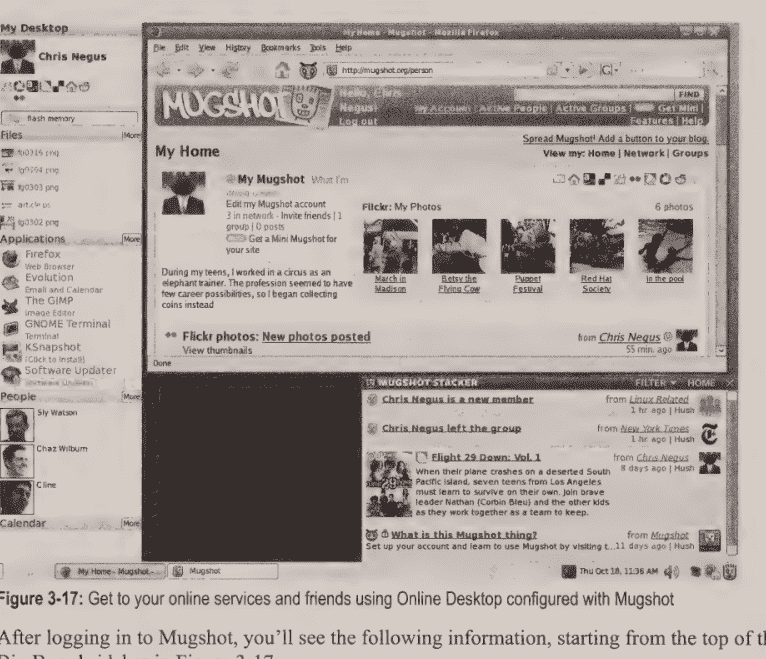 My Desktop
Chris Negus
flash memory
Files
More
fg0303 png
article ps
fg0302 png
Applications
More
Firefox
Web Browser
Evolution
Email and Calendar
The GIMP
Image Editor
GNOME Terminal
Terminal
KSnapshot
(Click to Install)
Software Updater
People
More
Sly Watson
Chaz Wilburn
Cline
Calendar
More
My Home - Mugshot - Mozilla Firefox
File Edit View History Bookmarks Tools Help
http://mugshot.org/person
MUGSHOT
Hello, Chris
Negus!
Log out
FIND
My Account | Active People | Active Groups | Get Mini |
Features | Help
Spread Mugshot! Add a button to your blog.
My Home
View my: Home | Network | Groups
My Mugshot What I'm
Edit my Mugshot account
3 in network - Invite friends | 1
group | 0 posts
Get a Mini Mugshot for
your site
During my teens, I worked in a circus as an
elephant trainer. The profession seemed to have
few career possibilities, so I began collecting
coins instead
Flickr: My Photos 6 photos
March in
Madison
Betsy the
Flying Cow
Puppet
Festival
Red Hat
Society
In the pool
Flickr photos: New photos posted
View thumbnails
from Chris Negus
55 min. ago
Done
MUGSHOT STACKER FILTER HOME
Chris Negus is a new member
from Linux Related
1 hr ago | Hush
Chris Negus left the group
from New York Times
1 hr ago | Hush
Flight 29 Down: Vol. 1
from Chris Negus
8 days ago | Hush
When their plane crashes on a deserted South
Pacific island, seven teens from Los Angeles
must learn to survive on their own. Join brave
leader Nathan (Corbin Bleu) and the other kids
as they work together as a team to keep.
What is this Mugshot thing?
from Mugshot
Set up your account and learn to use Mugshot by visiting t...11 days ago | Hush
My Home - Mugshot-...
Mugshot
Thu Oct 18, 11:36 AM
Figure 3-17: Get to your online services and friends using Online Desktop configured with Mugshot
After logging in to Mugshot, you'll see the following information, starting from the top of th